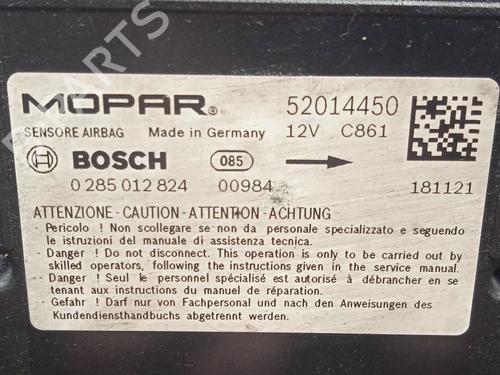 PARTS
MOPAR® 52014450
SENSORE AIRBAG Made in Germany 12V C861
BOSCH 085
0 285 012 824 00984 181121
ATTENZIONE - CAUTION - ATTENTION - ACHTUNG
- Pericolo ! Non scollegare se non da personale specializzato e seguendo
le istruzioni del manuale di assistenza tecnica.
- Danger ! Do not disconnect. This operation is only to be carried out by
skilled operators, following the instructions given in the service manual.
- Danger ! Seul le personnel spécialisé est autorisé à débrancher en se
tenant aux instructions du manuel de réparation.
- Gefahr ! Darf nur von Fachpersonal und nach den Anweisungen des
Kundendiensthandbuchs abgetrennt werden.